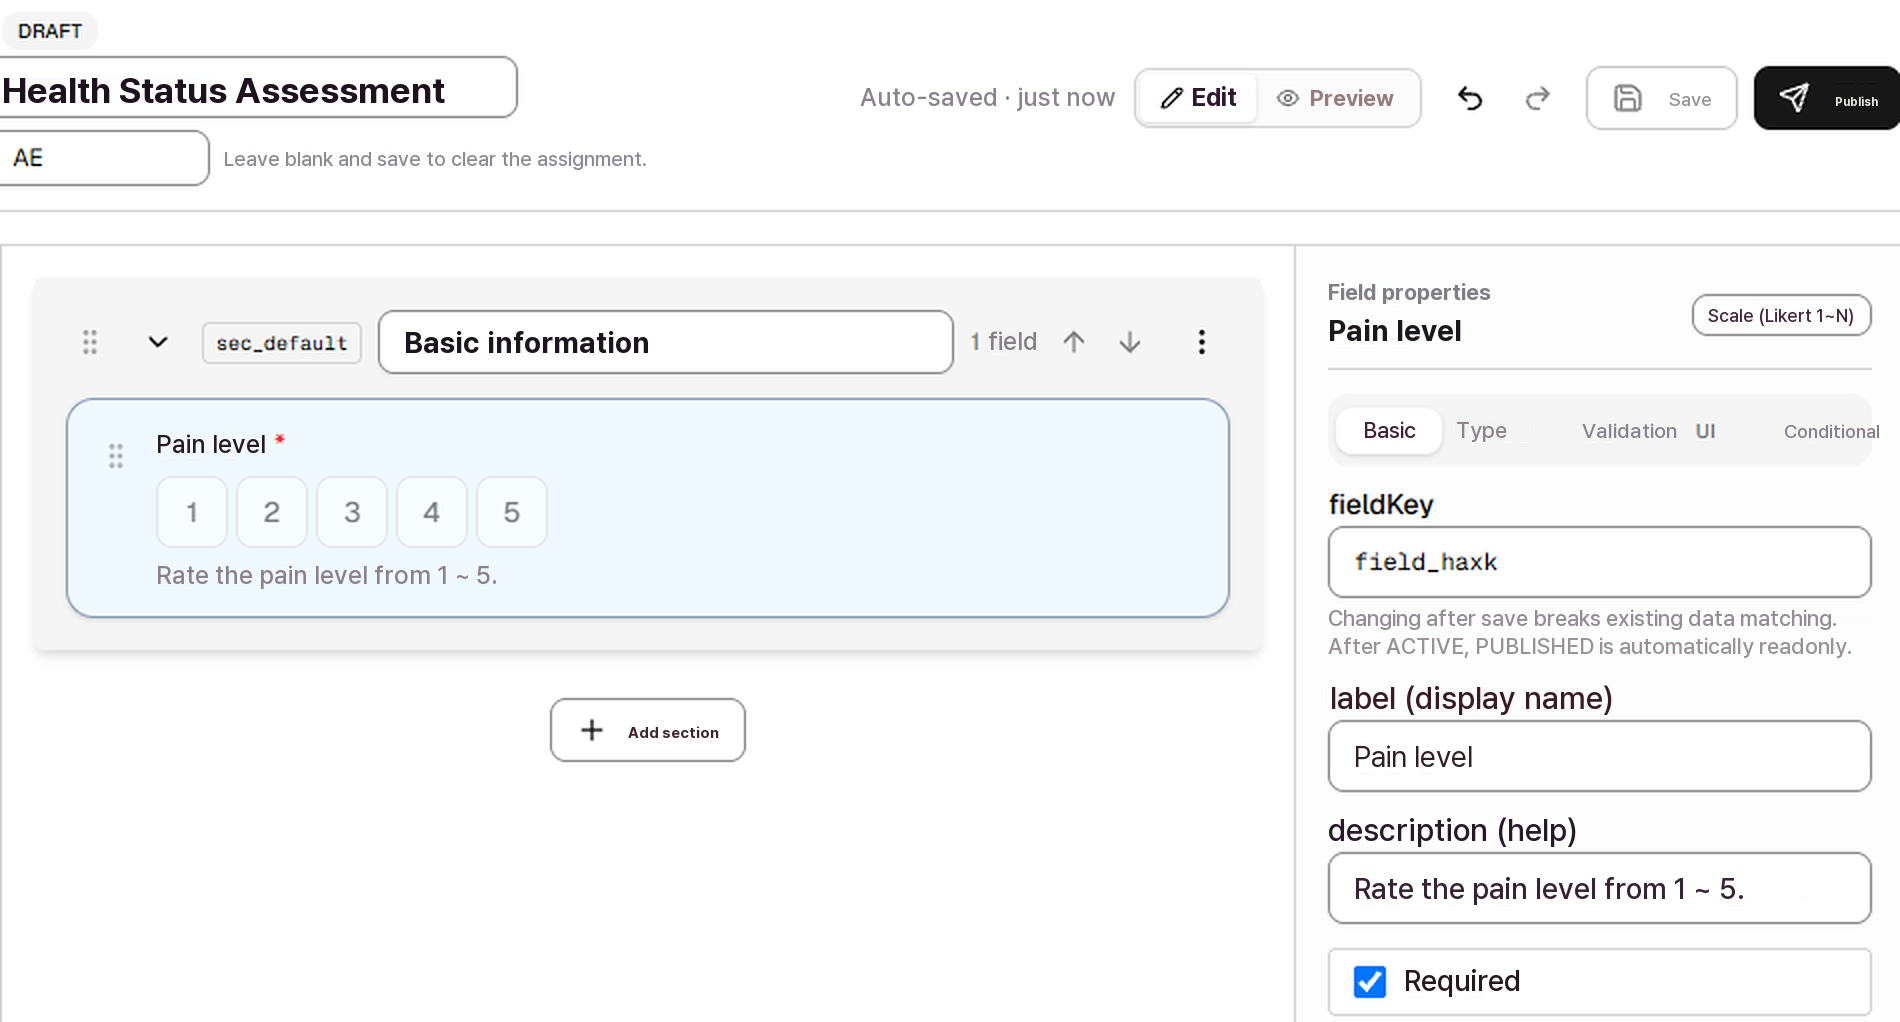 DRAFT
Health Status Assessment
Auto-saved · just now
Edit
Preview
Save
Publish
AE
Leave blank and save to clear the assignment.
sec_default
Basic information
1 field
Pain level *
1 2 3 4 5
Rate the pain level from 1 ~ 5.
Add section
Field properties
Pain level
Scale (Likert 1~N)
Basic Type Validation UI Conditional
fieldKey
field_haxk
Changing after save breaks existing data matching.
After ACTIVE, PUBLISHED is automatically readonly.
label (display name)
Pain level
description (help)
Rate the pain level from 1 ~ 5.
Required